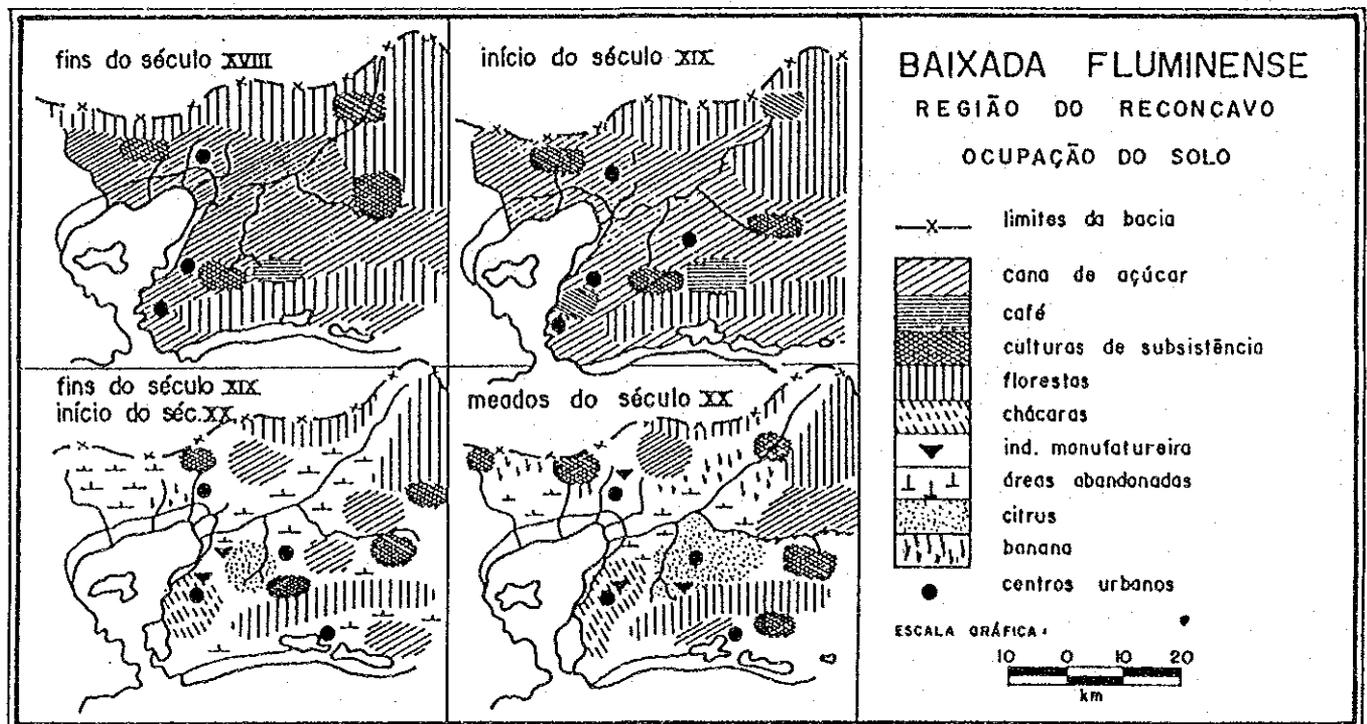 fins do século XVIII
início do século XIX
fins do século XIX
início do séc.XX
meados do século XX
BAIXADA FLUMINENSE
REGIÃO DO RECONCAVO
OCUPAÇÃO DO SOLO
limites da bacia
cana de açúcar
café
culturas de subsistência
florestas
chácaras
ind. manufatureira
áreas abandonadas
citrus
banana
centros urbanos
ESCALA GRÁFICA:
10 0 10 20
km